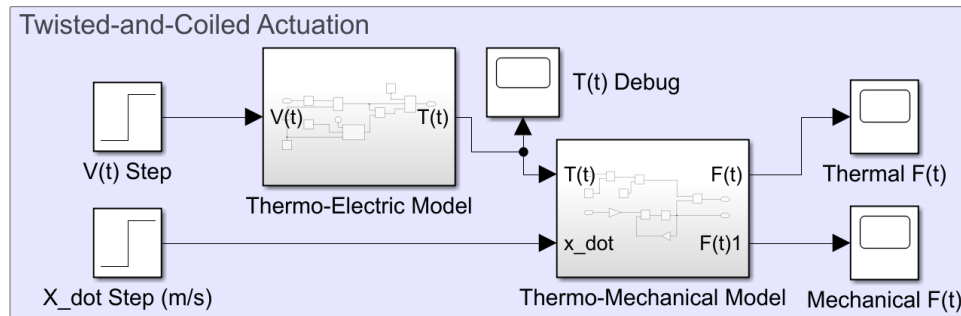 Twisted-and-Coiled Actuation
V(t) Step
V(t)
T(t)
Thermo-Electric Model
T(t) Debug
X_dot Step (m/s)
T(t)
x_dot
F(t)
F(t)1
Thermo-Mechanical Model
Thermal F(t)
Mechanical F(t)